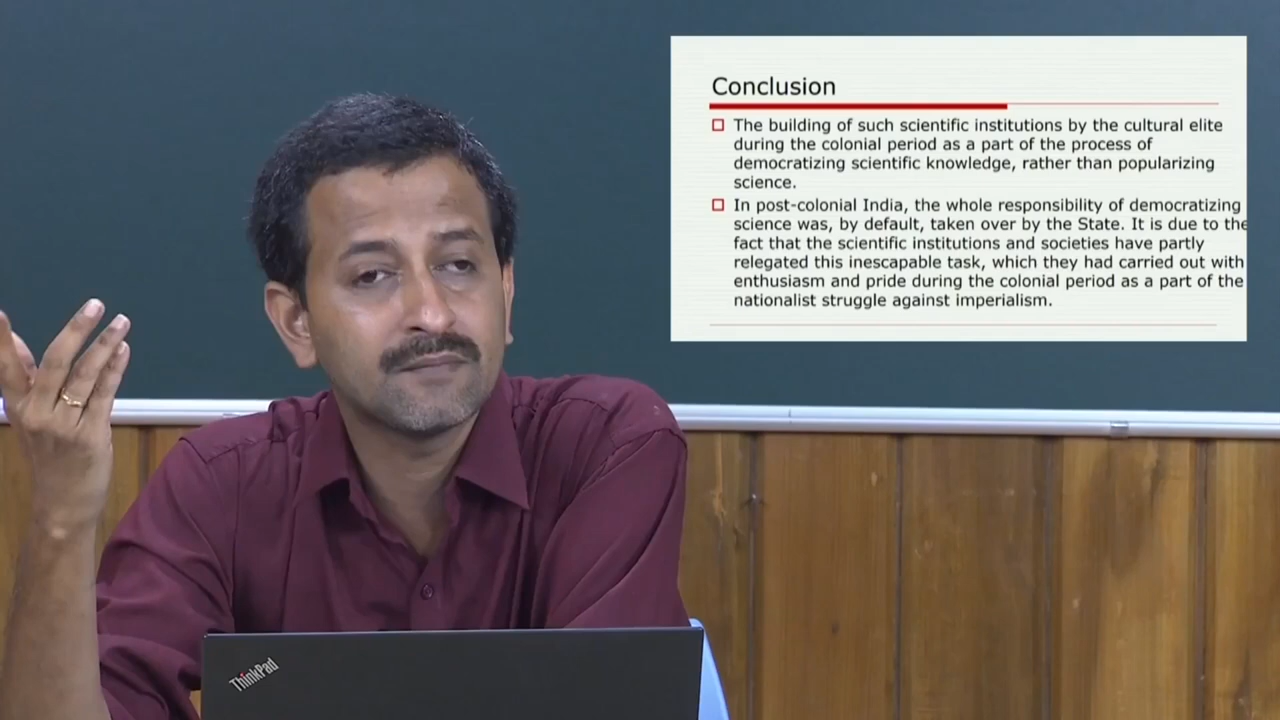 Conclusion
The building of such scientific institutions by the cultural elite
during the colonial period as a part of the process of
democratizing scientific knowledge, rather than popularizing
science.
In post-colonial India, the whole responsibility of democratizing
science was, by default, taken over by the State. It is due to the
fact that the scientific institutions and societies have partly
relegated this inescapable task, which they had carried out with
enthusiasm and pride during the colonial period as a part of the
nationalist struggle against imperialism.
ThinkPad